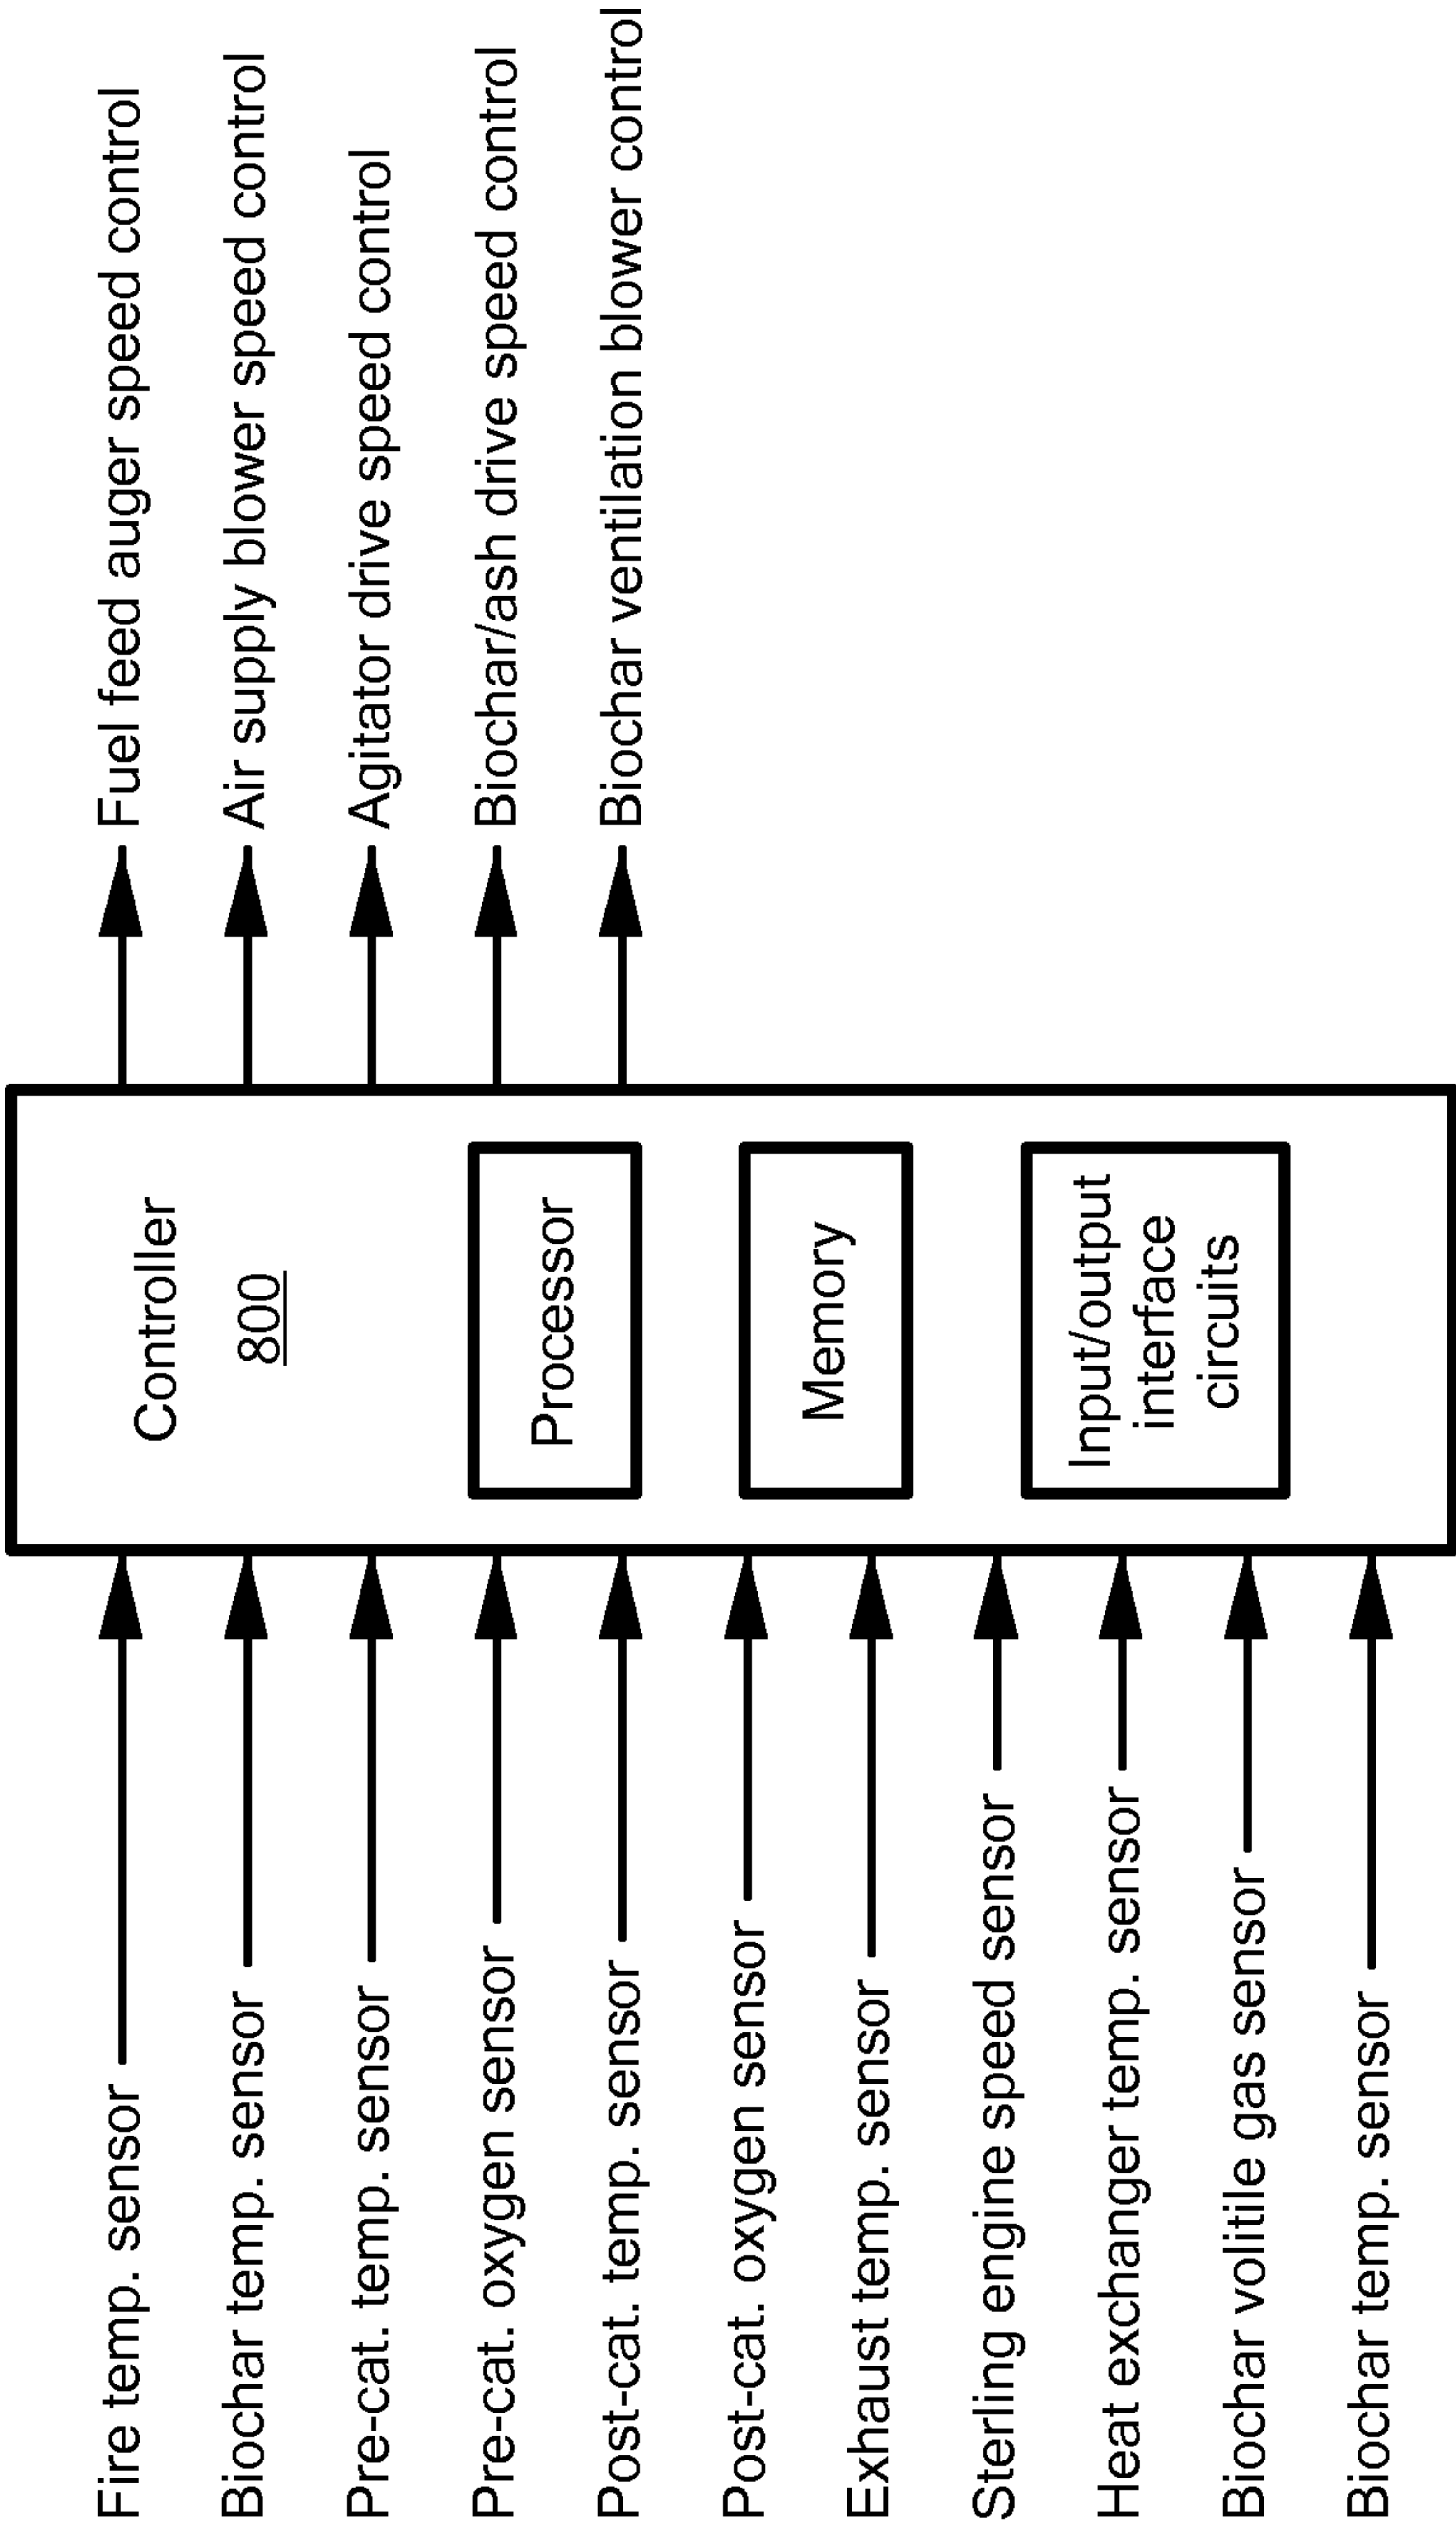 Fire temp. sensor
Biochar temp. sensor
Pre-cat. temp. sensor
Pre-cat. oxygen sensor
Post-cat. temp. sensor
Post-cat. oxygen sensor
Exhaust temp. sensor
Sterling engine speed sensor
Heat exchanger temp. sensor
Biochar volitile gas sensor
Biochar temp. sensor
Controller
800
Processor
Memory
Input/output
interface
circuits
Fuel feed auger speed control
Air supply blower speed control
Agitator drive speed control
Biochar/ash drive speed control
Biochar ventilation blower control